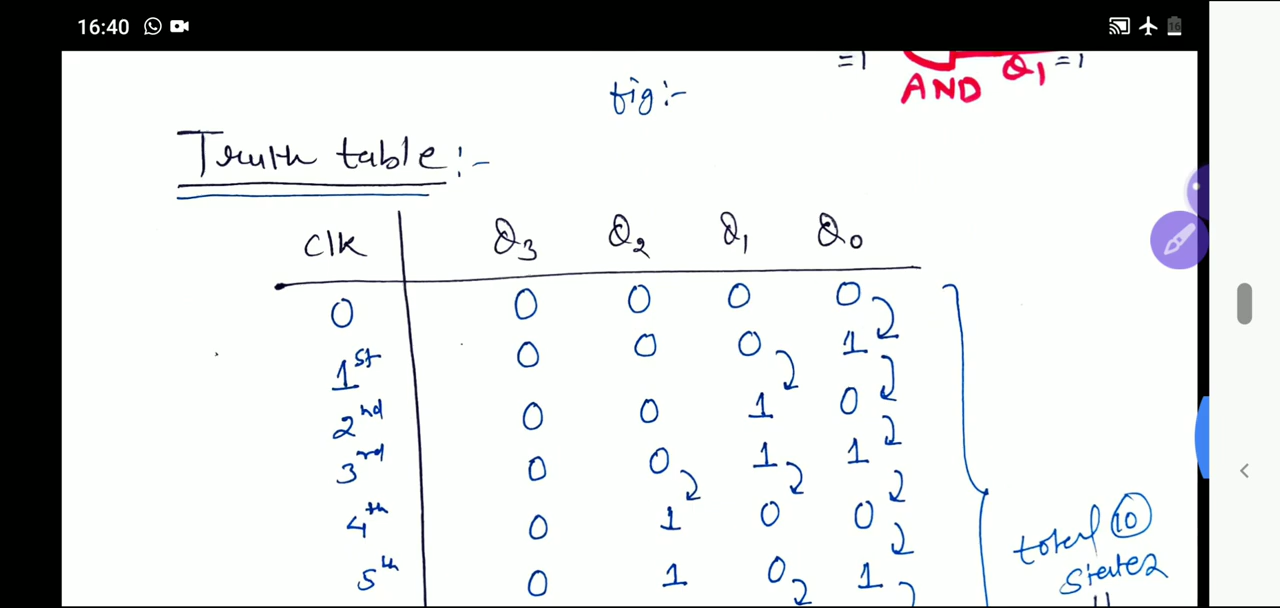 16:40
16
=1 AND Q₁ =1
fig:-
Truth table:-
Clk Q₃ Q₂ Q₁ Q₀
0 0 0 0 0
1st 0 0 0 1
2nd 0 0 1 0
3rd 0 0 1 1
4th 0 1 0 0
5th 0 1 0 1
total 10
states